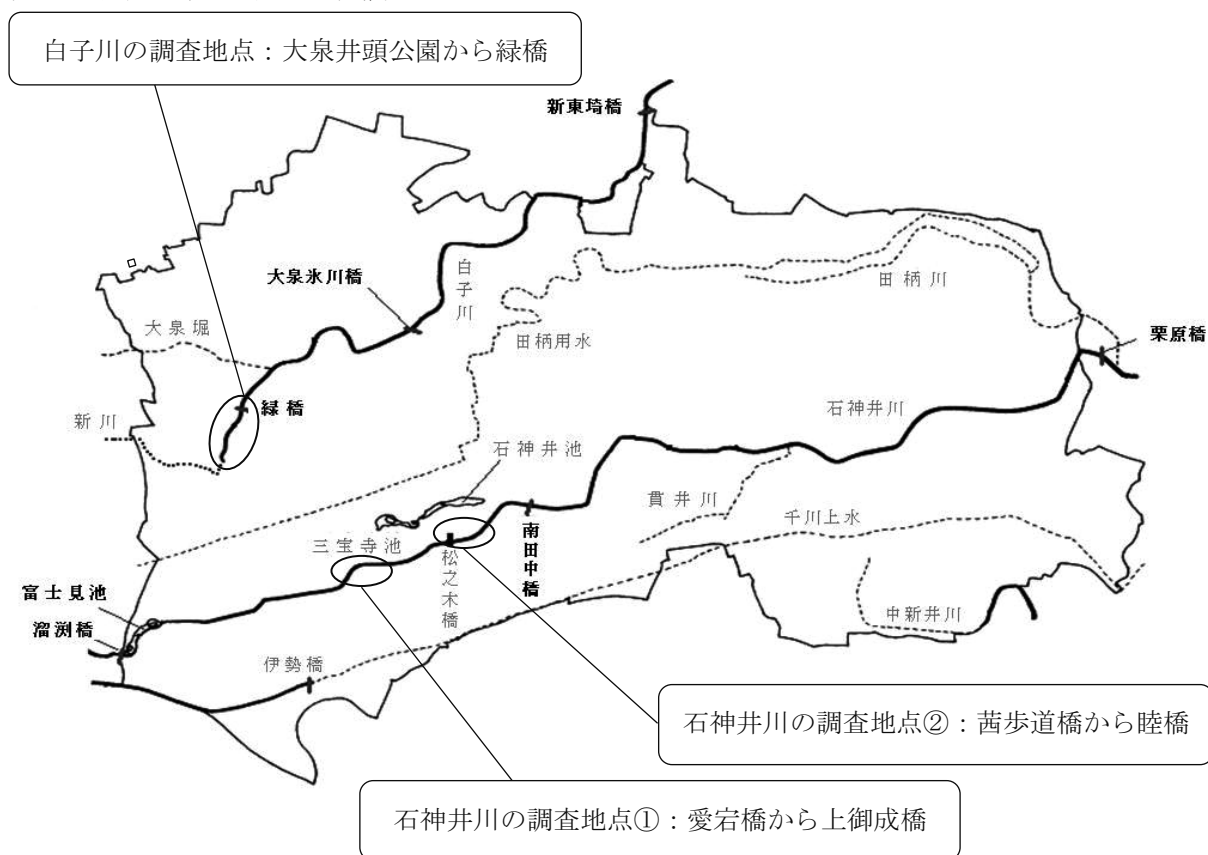 白子川の調査地点：大泉井頭公園から緑橋
新東埼橋
白子川
大泉氷川橋
田柄川
大泉堀
田柄用水
栗原橋
緑橋
石神井川
新川
石神井池
貫井川
千川上水
三宝寺池
松之木橋
南田中橋
富士見池
溜渕橋
中新井川
伊勢橋
石神井川の調査地点②：茜歩道橋から睦橋
石神井川の調査地点①：愛宕橋から上御成橋